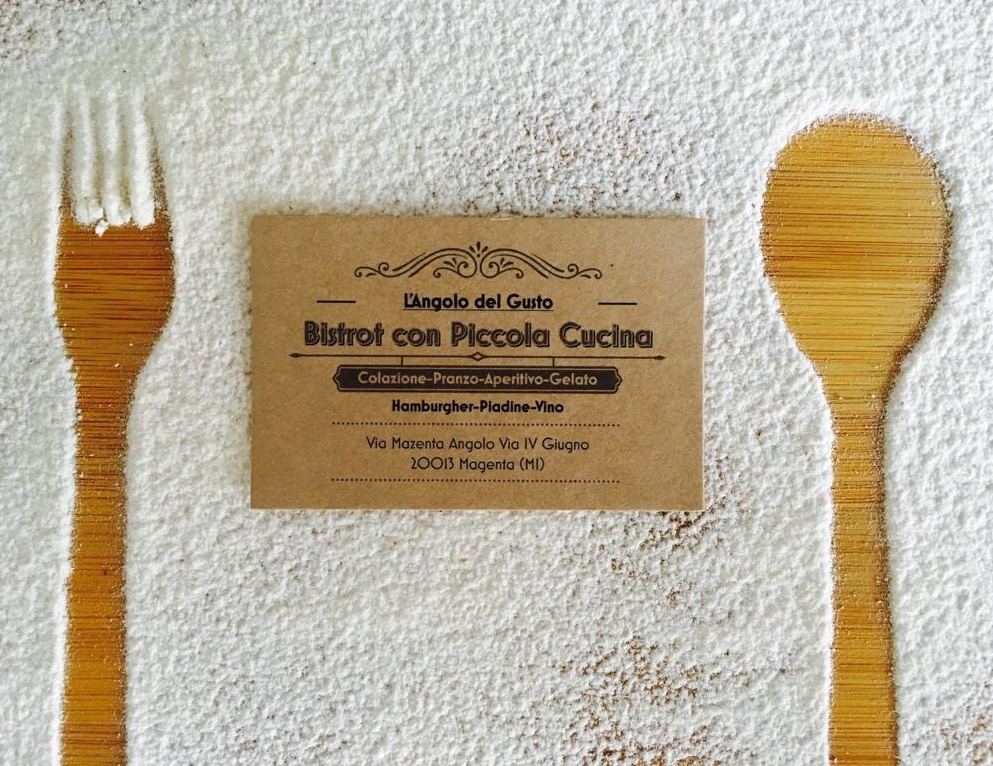 L'Angolo del Gusto
Bistrot con Piccola Cucina
Colazione-Pranzo-Aperitivo-Gelato
Hamburgher-Piadine-Vino
Via Mazenta Angolo Via IV Giugno
20013 Magenta (MI)